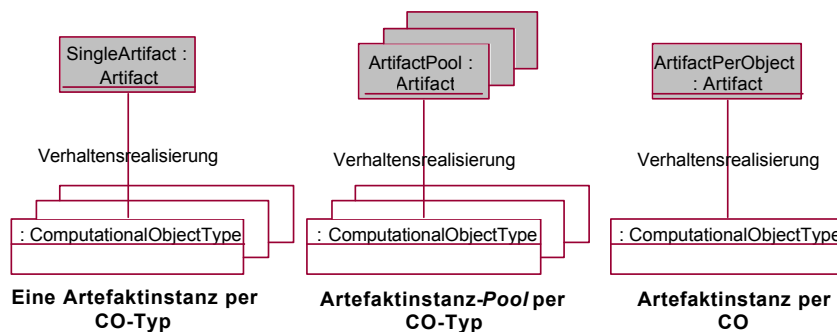 SingleArtifact :
Artifact
ArtifactPool :
Artifact
ArtifactPerObject
: Artifact
Verhaltensrealisierung
Verhaltensrealisierung
Verhaltensrealisierung
: ComputationalObjectType
: ComputationalObjectType
: ComputationalObjectType
Eine Artefaktinstanz per
CO-Typ
Artefaktinstanz-Pool per
CO-Typ
Artefaktinstanz per
CO